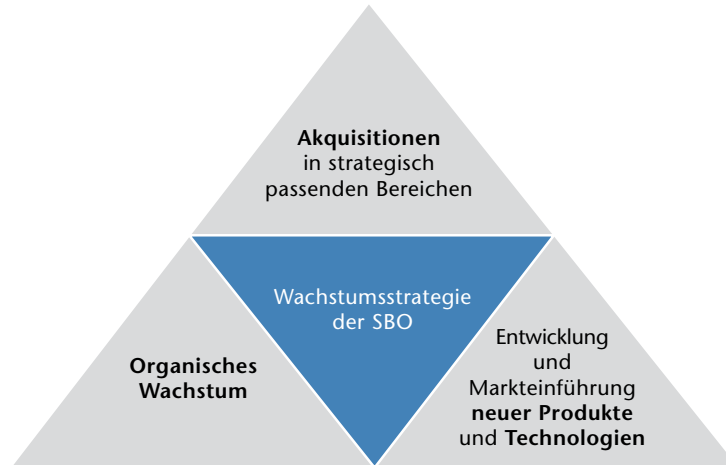 Akquisitionen
in strategisch
passenden Bereichen
Wachstumsstrategie
der SBO
Organisches
Wachstum
Entwicklung
und
Markteinführung
neuer Produkte
und Technologien